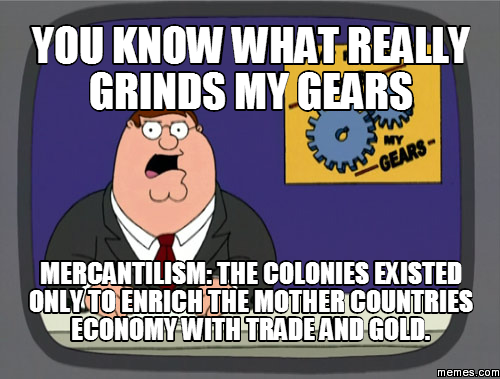 YOU KNOW WHAT REALLY
GRINDS MY GEARS
MY
GEARS
MERCANTILISM: THE COLONIES EXISTED
ONLY TO ENRICH THE MOTHER COUNTRIES
ECONOMY WITH TRADE AND GOLD.
memes.com